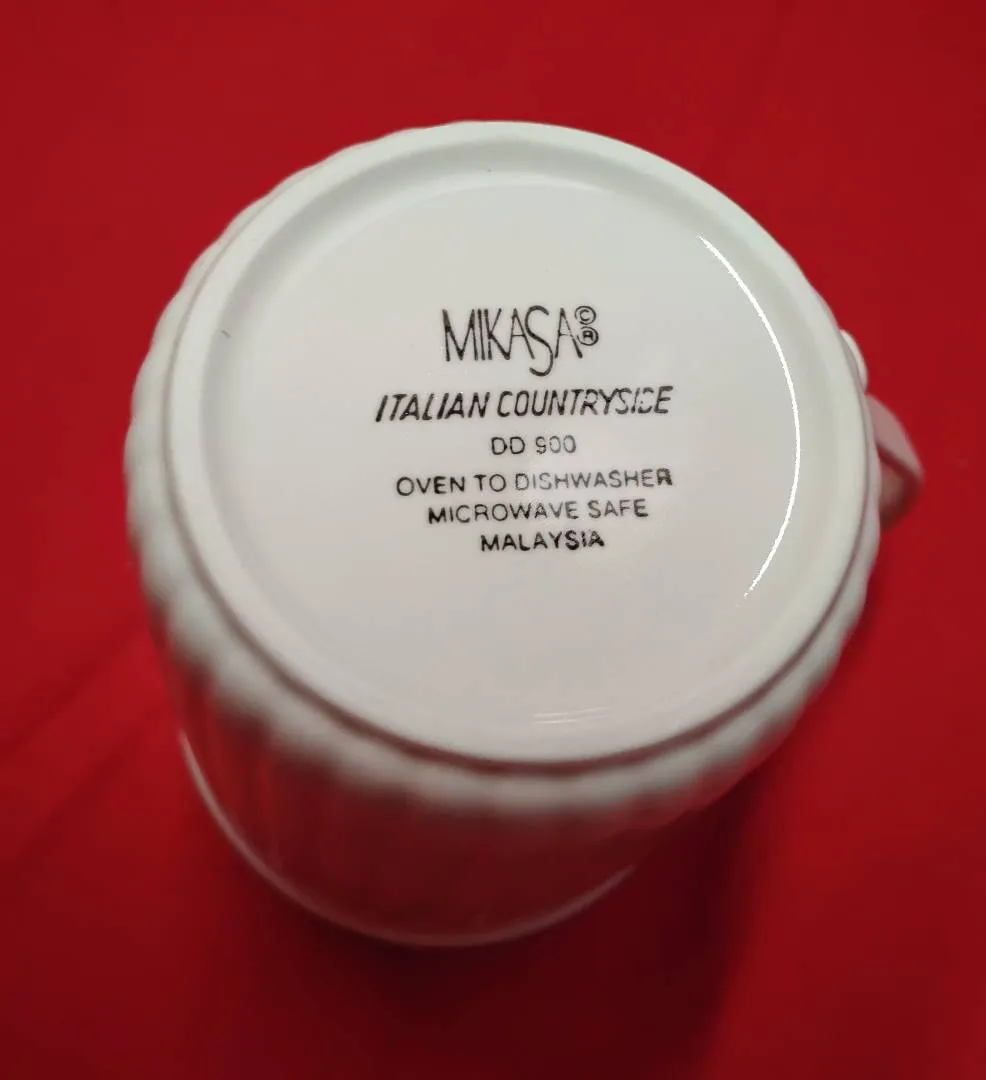 MIKASA ©®
ITALIAN COUNTRYSIDE
DD 900
OVEN TO DISHWASHER
MICROWAVE SAFE
MALAYSIA